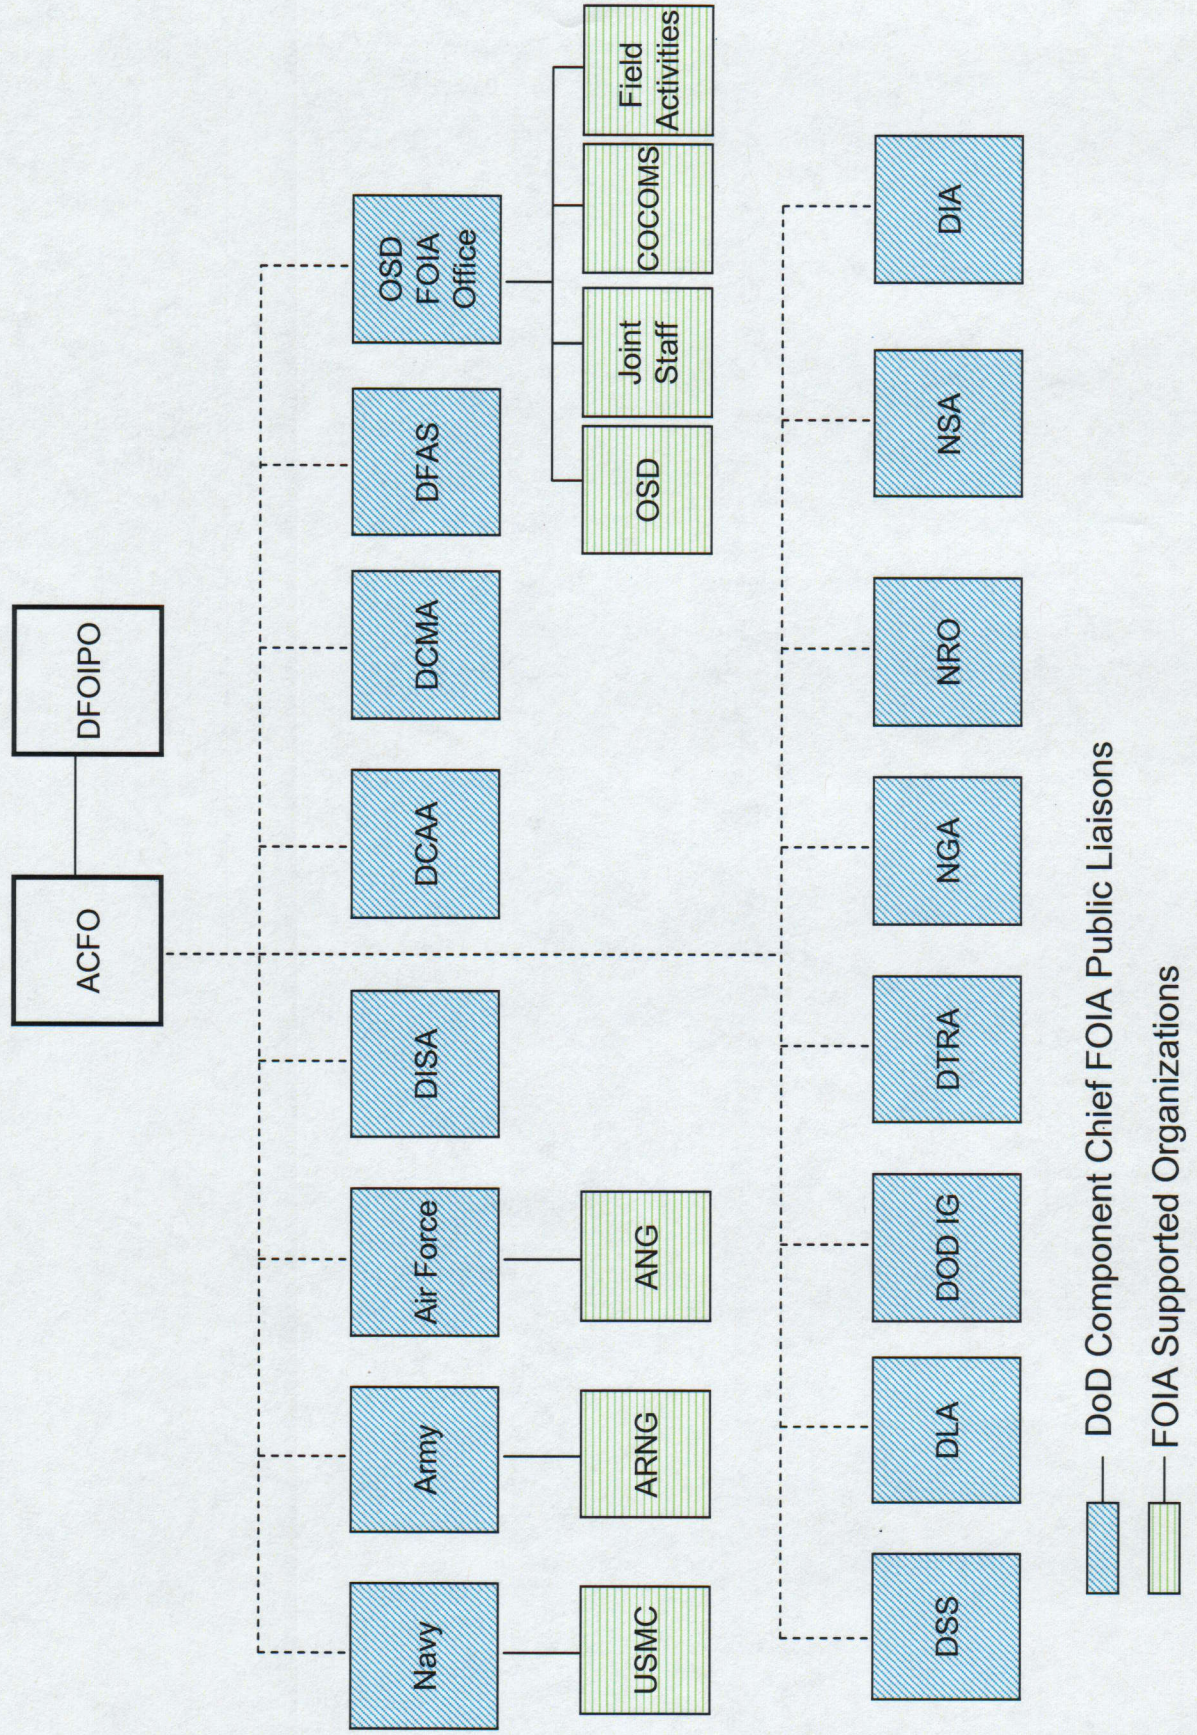 ACFO
DFOIPO
Navy
Army
Air Force
DISA
DCAA
DCMA
DFAS
OSD
FOIA
Office
USMC
ARNG
ANG
OSD
Joint
Staff
COCOMS
Field
Activities
DSS
DLA
DOD IG
DTRA
NGA
NRO
NSA
DIA
DoD Component Chief FOIA Public Liaisons
FOIA Supported Organizations